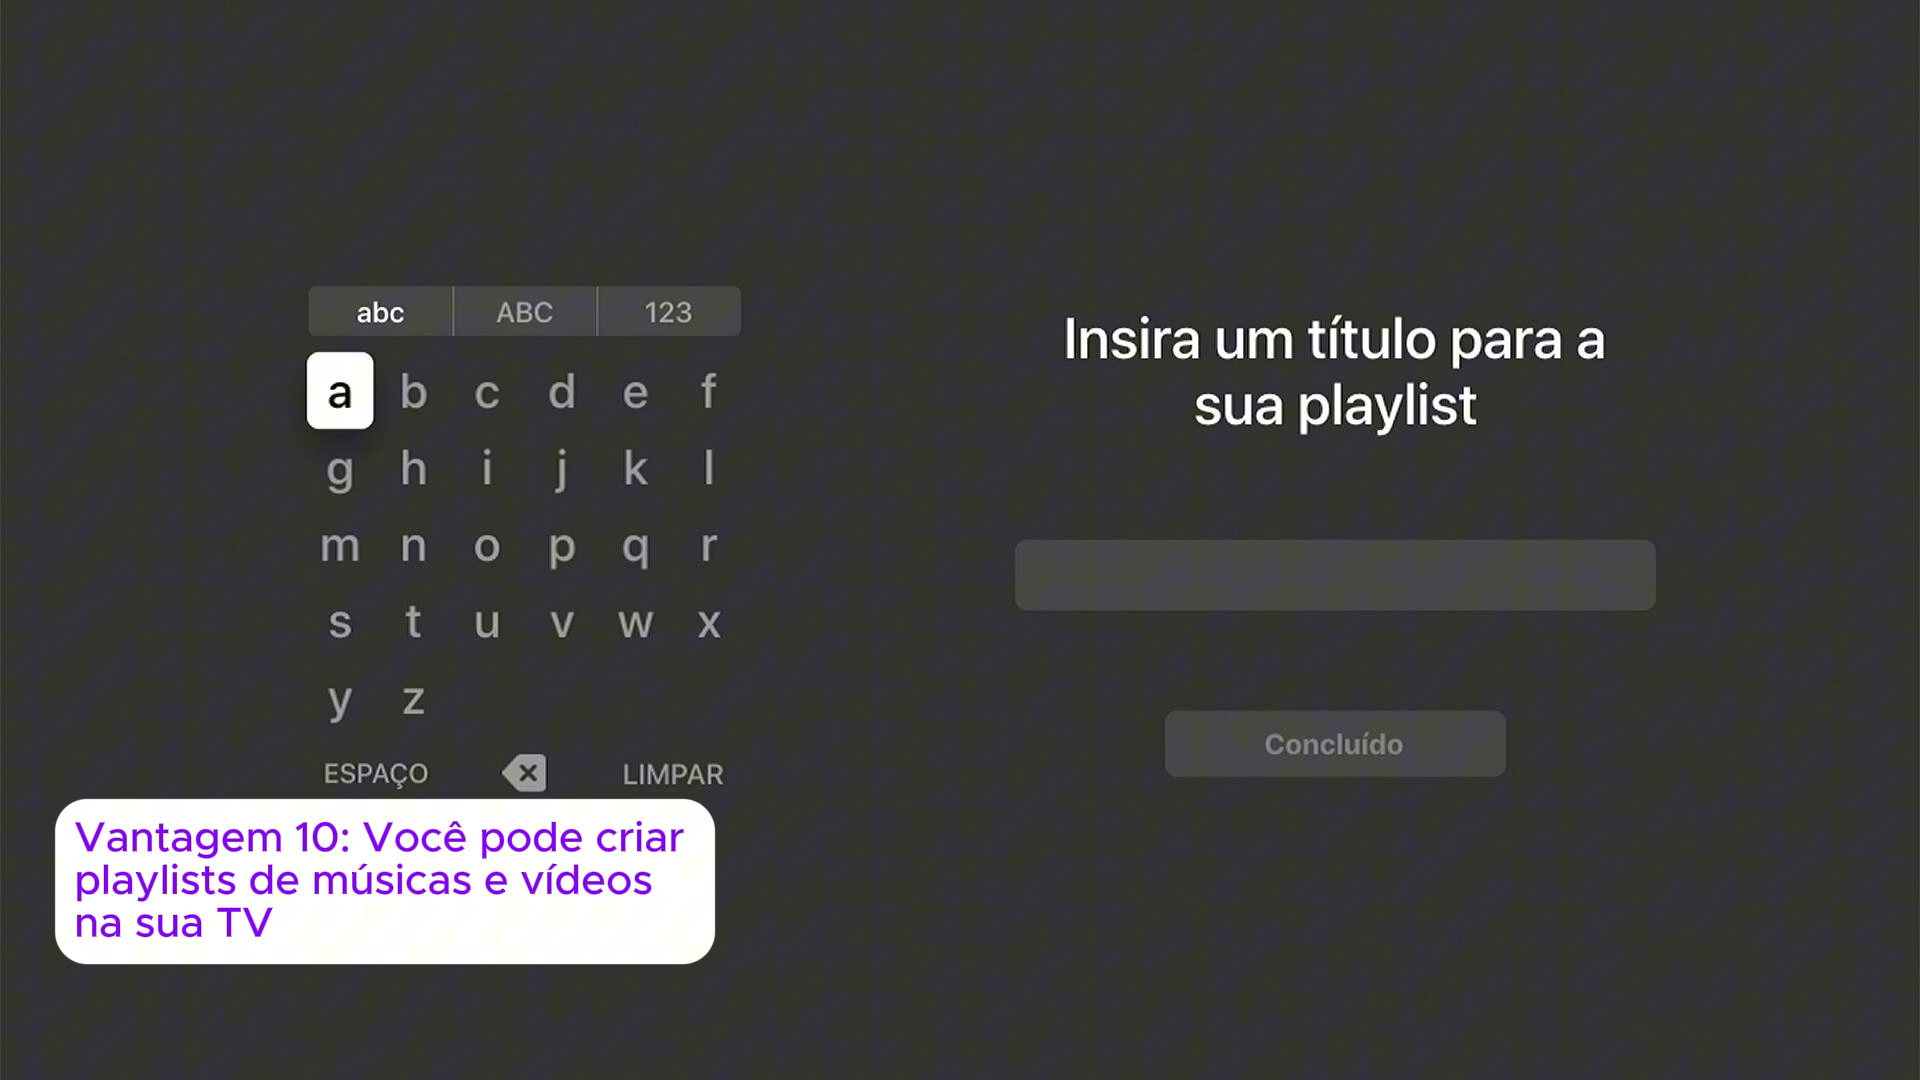 abc ABC 123
a b c d e f
g h i j k l
m n o p q r
s t u v w x
y z
ESPAÇO LIMPAR
Insira um título para a
sua playlist
Concluído
Vantagem 10: Você pode criar
playlists de músicas e vídeos
na sua TV